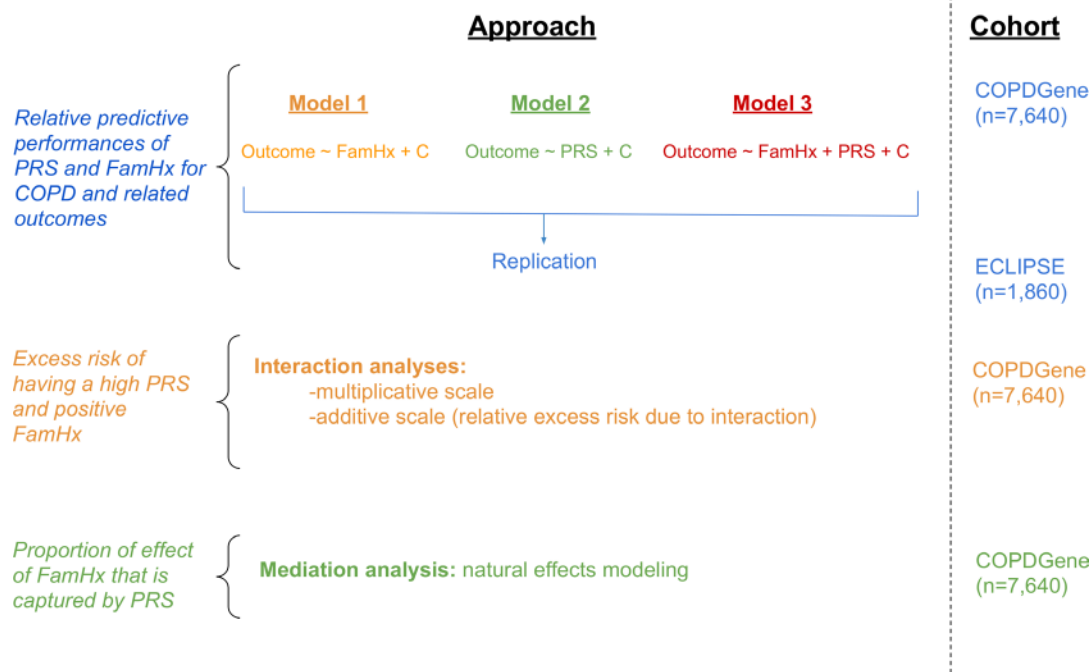 Approach
Cohort
Relative predictive
performances of
PRS and FamHx for
COPD and related
outcomes
Model 1
Model 2
Model 3
Outcome ~ FamHx + C
Outcome ~ PRS + C
Outcome ~ FamHx + PRS + C
Replication
COPDGene
(n=7,640)
ECLIPSE
(n=1,860)
Excess risk of
having a high PRS
and positive
FamHx
Interaction analyses:
-multiplicative scale
-additive scale (relative excess risk due to interaction)
COPDGene
(n=7,640)
Proportion of effect
of FamHx that is
captured by PRS
Mediation analysis: natural effects modeling
COPDGene
(n=7,640)